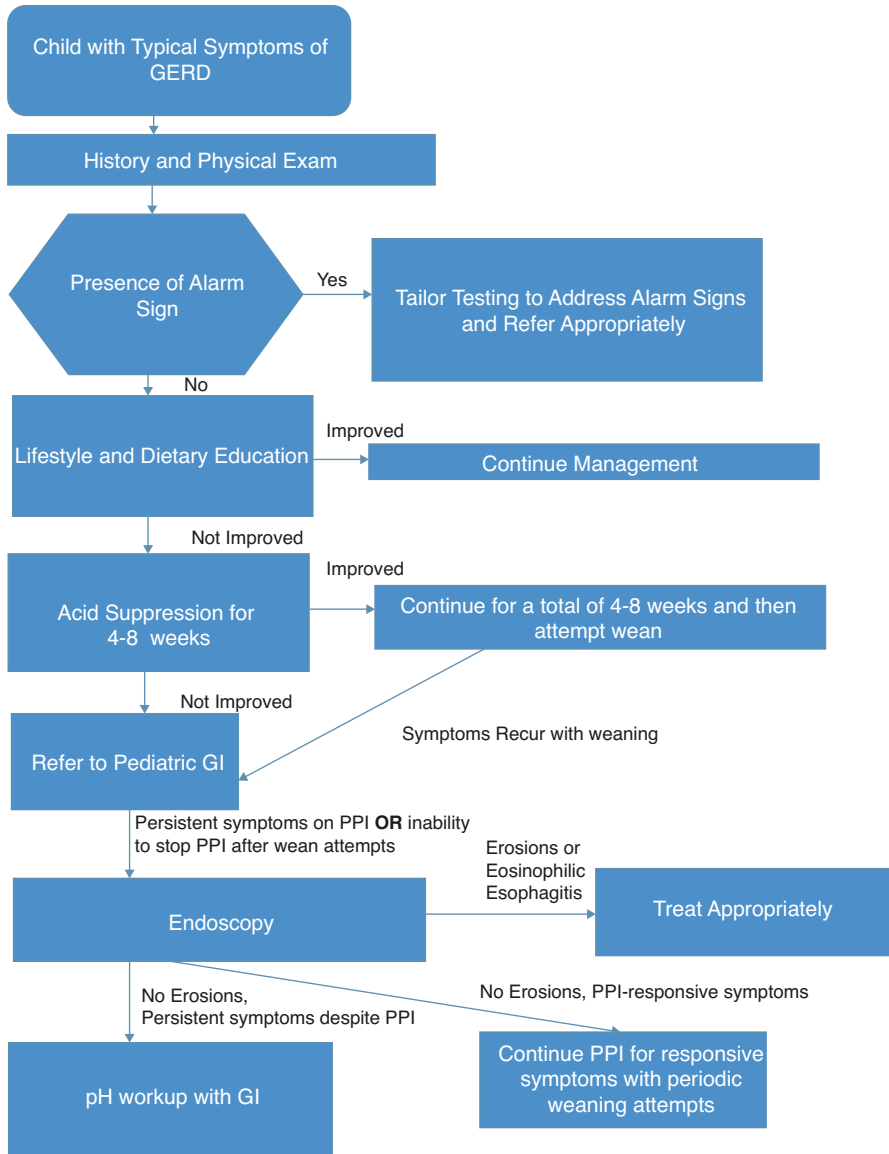 Child with Typical Symptoms of
GERD
History and Physical Exam
Presence of Alarm
Sign
Yes
Tailor Testing to Address Alarm Signs
and Refer Appropriately
No
Lifestyle and Dietary Education
Improved
Continue Management
Not Improved
Acid Suppression for
4-8 weeks
Improved
Continue for a total of 4-8 weeks and then
attempt wean
Not Improved
Symptoms Recur with weaning
Refer to Pediatric GI
Persistent symptoms on PPI OR inability
to stop PPI after wean attempts
Endoscopy
Erosions or
Eosinophilic
Esophagitis
Treat Appropriately
No Erosions,
Persistent symptoms despite PPI
No Erosions, PPI-responsive symptoms
pH workup with GI
Continue PPI for responsive
symptoms with periodic
weaning attempts